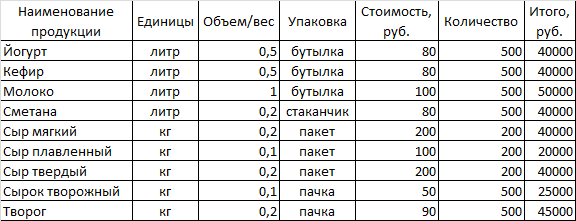 Наименование продукции Единицы Объем/вес Упаковка Стоимость, руб. Количество Итого, руб.
Йогурт литр 0,5 бутылка 80 500 40000
Кефир литр 0,5 бутылка 80 500 40000
Молоко литр 1 бутылка 100 500 50000
Сметана литр 0,2 стаканчик 80 500 40000
Сыр мягкий кг 0,2 пакет 200 200 40000
Сыр плавленный кг 0,1 пакет 100 200 20000
Сыр твердый кг 0,2 пакет 200 200 40000
Сырок творожный кг 0,1 пачка 50 500 25000
Творог кг 0,2 пачка 90 500 45000